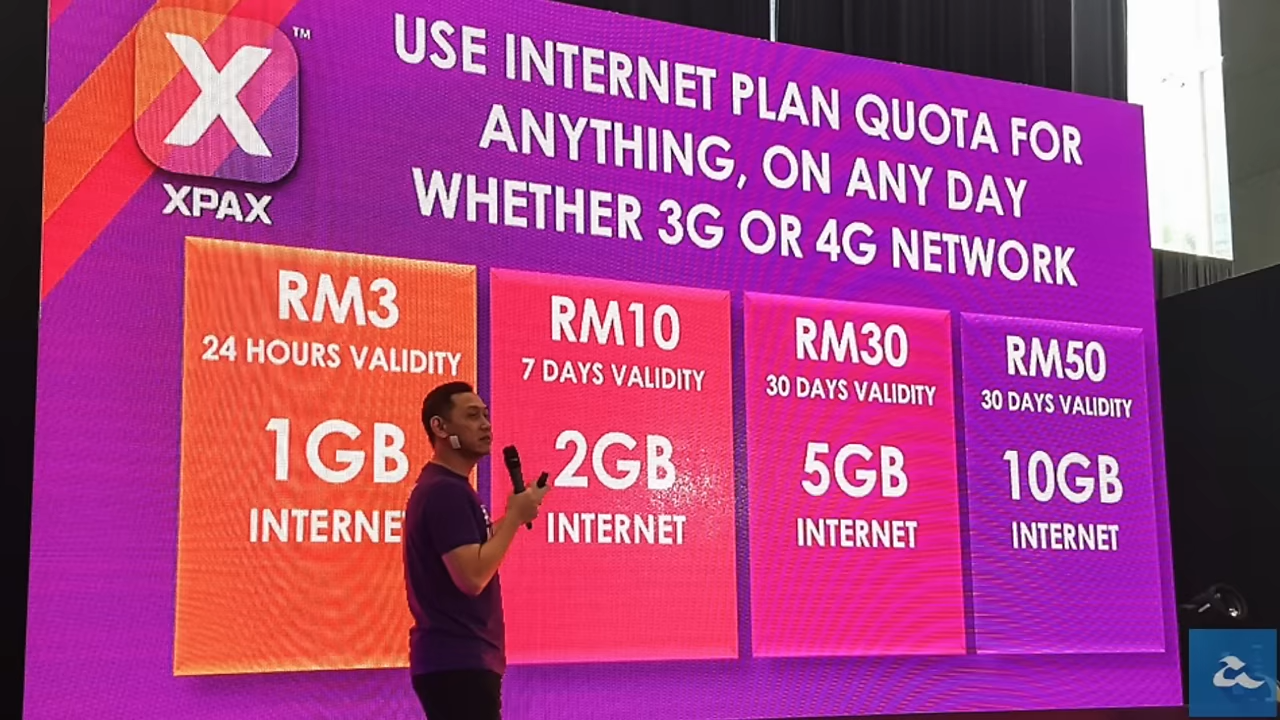 X™
XPAX
USE INTERNET PLAN QUOTA FOR
ANYTHING, ON ANY DAY
WHETHER 3G OR 4G NETWORK
RM3
24 HOURS VALIDITY
1GB
INTERNE
RM10
7 DAYS VALIDITY
2GB
INTERNET
RM30
30 DAYS VALIDITY
5GB
INTERNET
RM50
30 DAYS VALIDITY
10GB
INTERNET